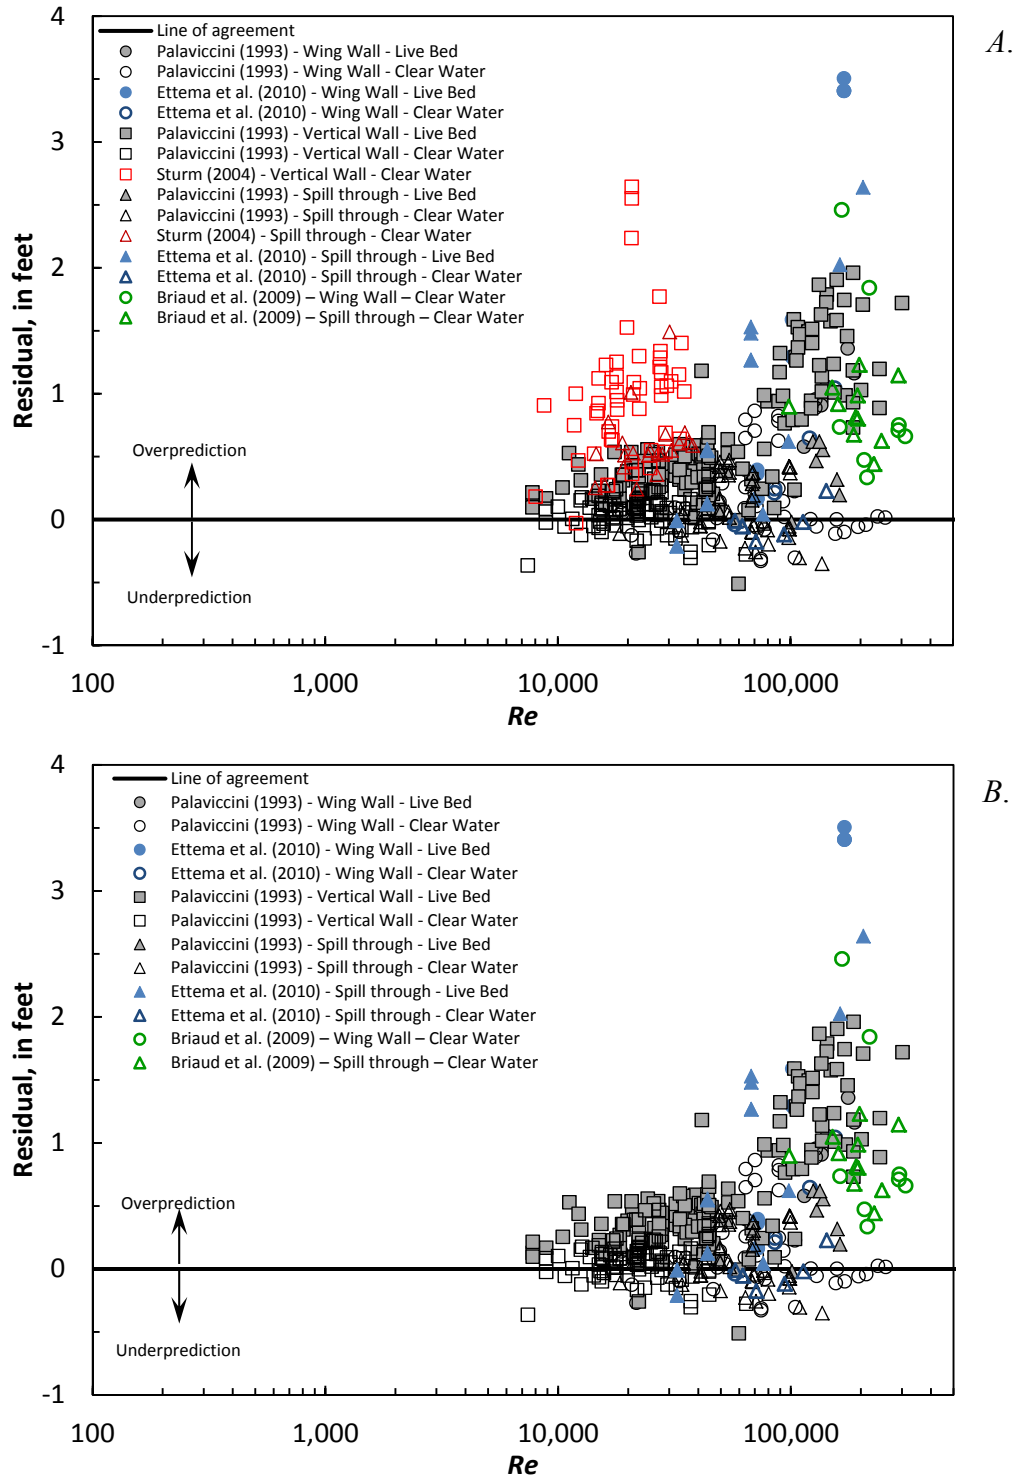 A.
4
3
2
1
0
-1
Residual, in feet
Line of agreement
Palaviccini (1993) - Wing Wall - Live Bed
Palaviccini (1993) - Wing Wall - Clear Water
Ettema et al. (2010) - Wing Wall - Live Bed
Ettema et al. (2010) - Wing Wall - Clear Water
Palaviccini (1993) - Vertical Wall - Live Bed
Palaviccini (1993) - Vertical Wall - Clear Water
Sturm (2004) - Vertical Wall - Clear Water
Palaviccini (1993) - Spill through - Live Bed
Palaviccini (1993) - Spill through - Clear Water
Sturm (2004) - Spill through - Clear Water
Ettema et al. (2010) - Spill through - Live Bed
Ettema et al. (2010) - Spill through - Clear Water
Briaud et al. (2009) – Wing Wall – Clear Water
Briaud et al. (2009) – Spill through – Clear Water
Overprediction
Underprediction
100 1,000 10,000 100,000
Re
B.
4
3
2
1
0
-1
Residual, in feet
Line of agreement
Palaviccini (1993) - Wing Wall - Live Bed
Palaviccini (1993) - Wing Wall - Clear Water
Ettema et al. (2010) - Wing Wall - Live Bed
Ettema et al. (2010) - Wing Wall - Clear Water
Palaviccini (1993) - Vertical Wall - Live Bed
Palaviccini (1993) - Vertical Wall - Clear Water
Palaviccini (1993) - Spill through - Live Bed
Palaviccini (1993) - Spill through - Clear Water
Ettema et al. (2010) - Spill through - Live Bed
Ettema et al. (2010) - Spill through - Clear Water
Briaud et al. (2009) – Wing Wall – Clear Water
Briaud et al. (2009) – Spill through – Clear Water
Overprediction
Underprediction
100 1,000 10,000 100,000
Re